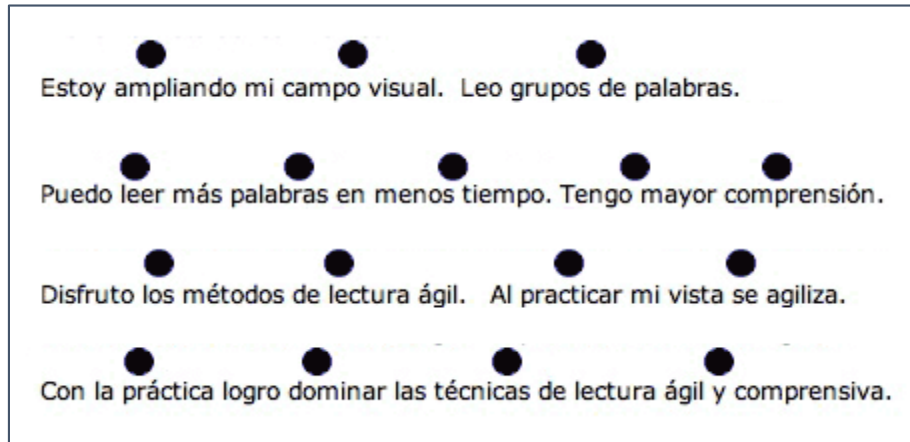 Estoy ampliando mi campo visual.  Leo grupos de palabras.
Puedo leer más palabras en menos tiempo. Tengo mayor comprensión.
Disfruto los métodos de lectura ágil.   Al practicar mi vista se agiliza.
Con la práctica logro dominar las técnicas de lectura ágil y comprensiva.